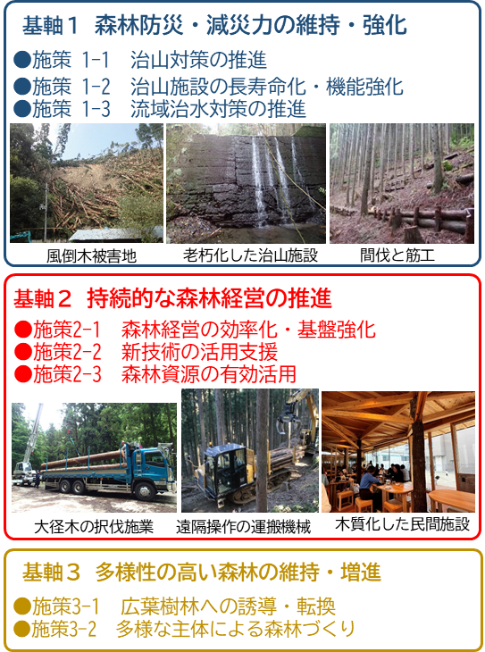 基軸１ 森林防災・減災力の維持・強化
●施策 1-1 治山対策の推進
●施策 1-2 治山施設の長寿命化・機能強化
●施策 1-3 流域治水対策の推進
風倒木被害地 老朽化した治山施設 間伐と筋工
基軸２ 持続的な森林経営の推進
●施策2-1 森林経営の効率化・基盤強化
●施策2-2 新技術の活用支援
●施策2-3 森林資源の有効活用
大径木の択伐施業 遠隔操作の運搬機械 木質化した民間施設
基軸３ 多様性の高い森林の維持・増進
●施策3-1 広葉樹林への誘導・転換
●施策3-2 多様な主体による森林づくり